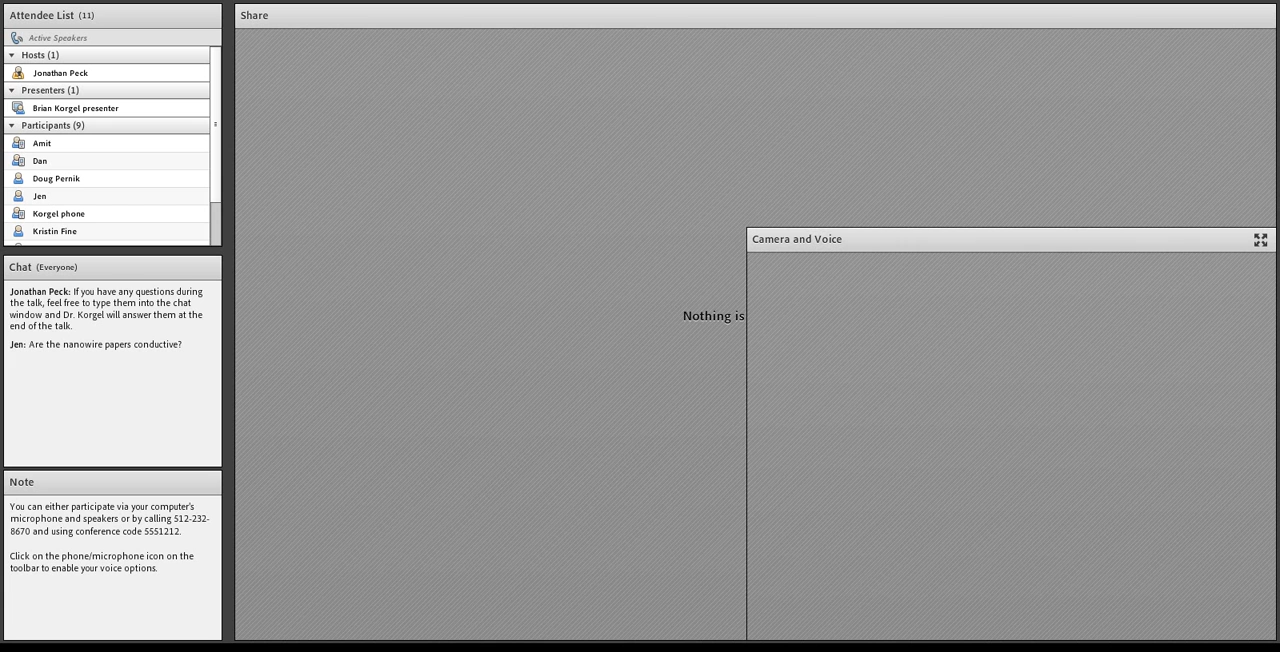 Attendee List (11)
Active Speakers
Hosts (1)
Jonathan Peck
Presenters (1)
Brian Korgel presenter
Participants (9)
Amit
Dan
Doug Pernik
Jen
Korgel phone
Kristin Fine
Chat (Everyone)
Jonathan Peck: If you have any questions during
the talk, feel free to type them into the chat
window and Dr. Korgel will answer them at the
end of the talk.
Jen: Are the nanowire papers conductive?
Note
You can either participate via your computer's
microphone and speakers or by calling 512-232-
8670 and using conference code 5551212.
Click on the phone/microphone icon on the
toolbar to enable your voice options.
Share
Nothing is
Camera and Voice